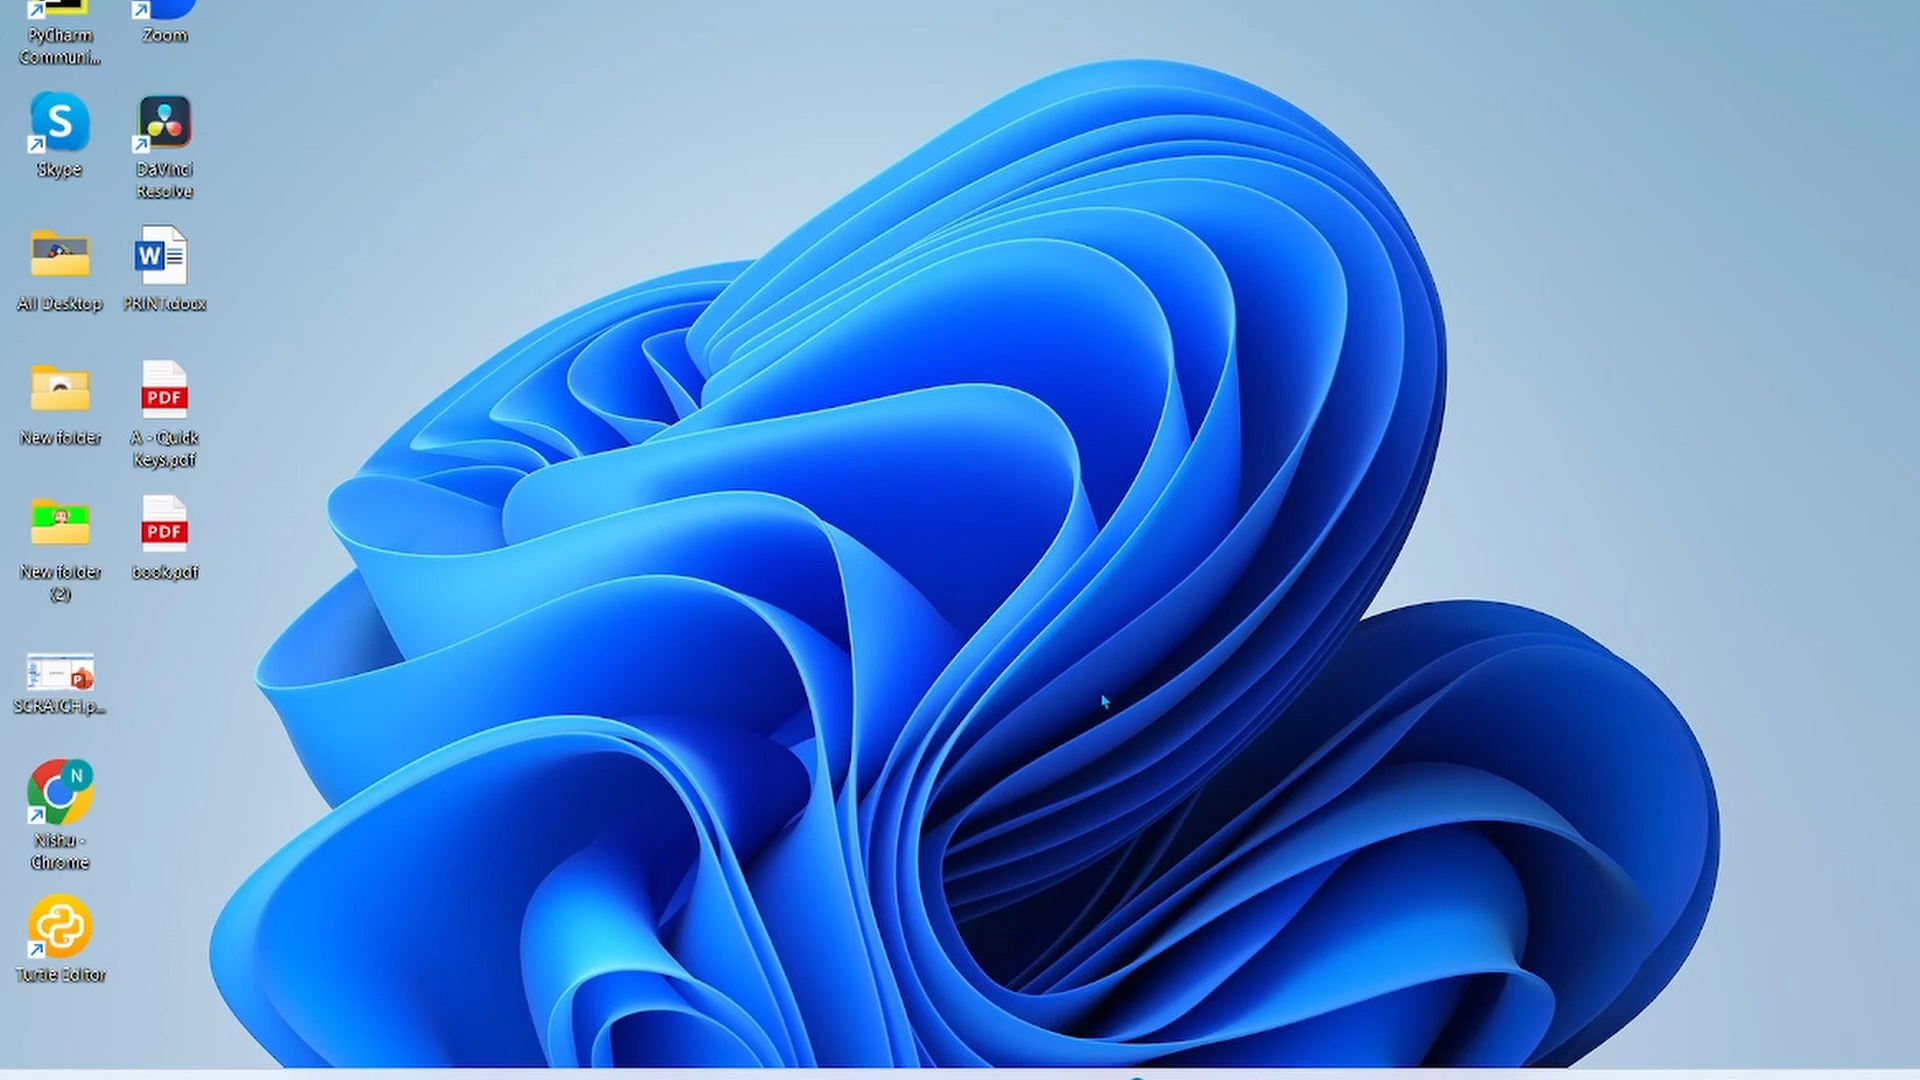 PyCharm
Communi...
Zoom
S
Skype
DaVinci
Resolve
All Desktop
W
PRINT.docx
New folder
PDF
A - Quick
Keys.pdf
New folder
(2)
PDF
book.pdf
P
SCRATCH.p...
N
Nishu -
Chrome
Turtle Editor